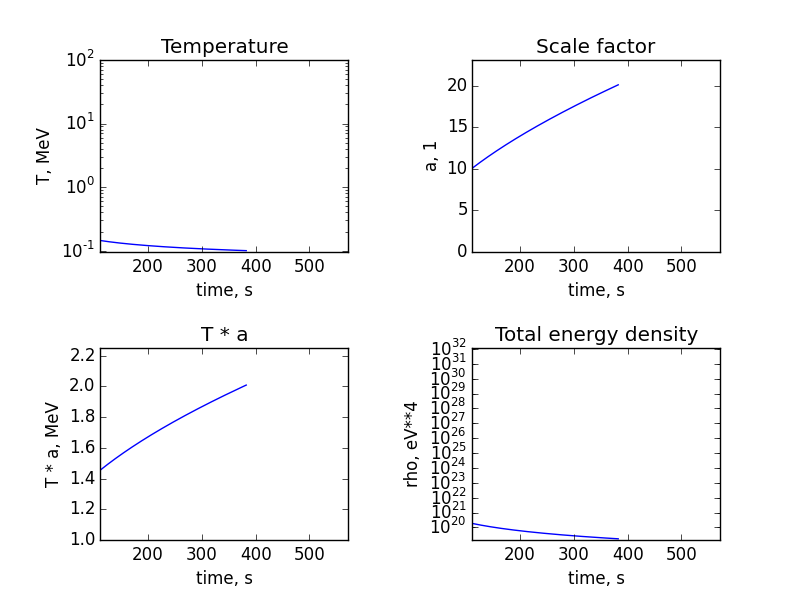 Temperature
10^2
10^1
10^0
10^-1
T, MeV
200 300 400 500
time, s
Scale factor
20
15
10
5
0
a, 1
200 300 400 500
time, s
T * a
2.2
2.0
1.8
1.6
1.4
1.2
1.0
T * a, MeV
200 300 400 500
time, s
Total energy density
10^32
10^31
10^30
10^29
10^28
10^27
10^26
10^25
10^24
10^23
10^22
10^21
10^20
rho, eV**4
200 300 400 500
time, s